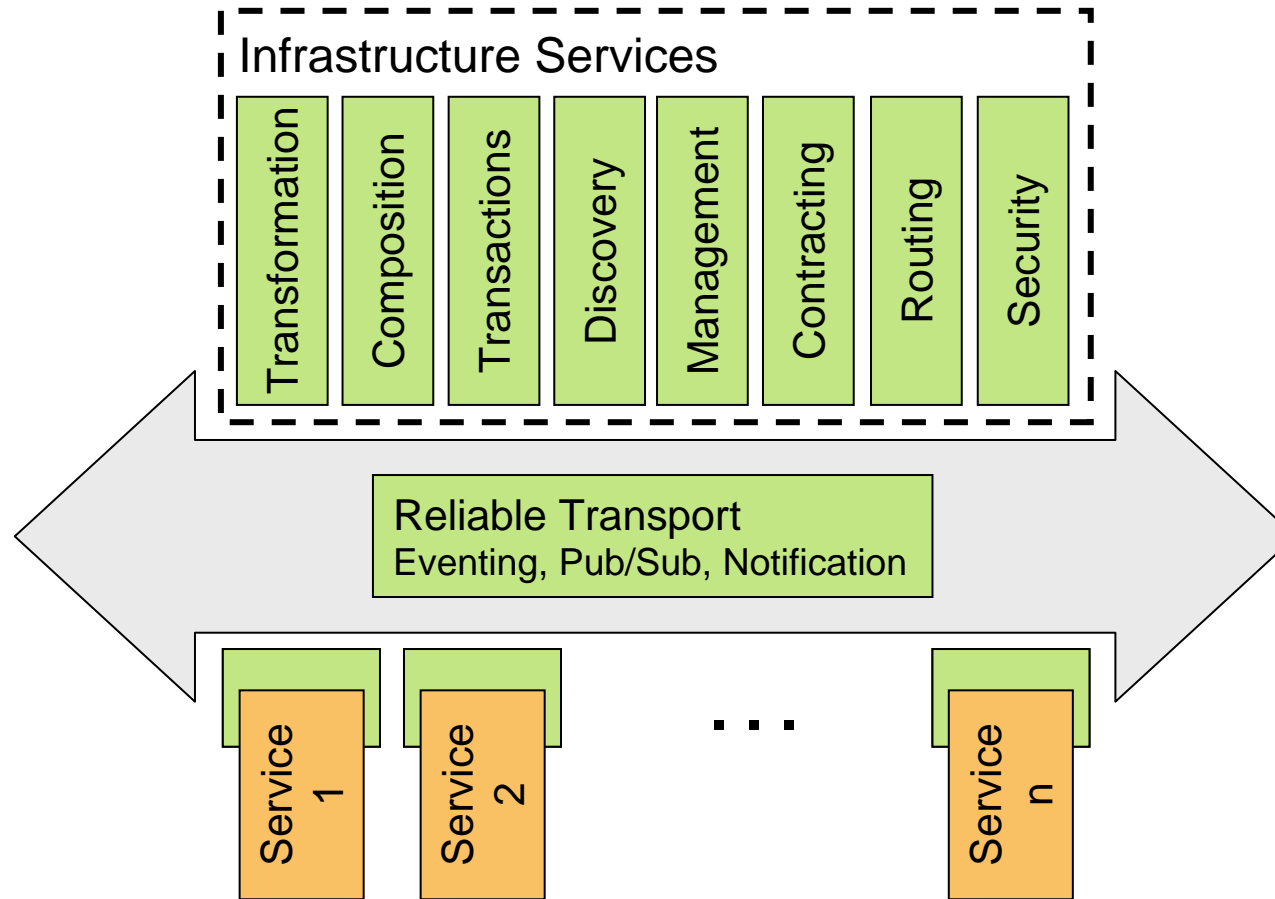 Infrastructure Services
Transformation
Composition
Transactions
Discovery
Management
Contracting
Routing
Security
Reliable Transport
Eventing, Pub/Sub, Notification
Service
1
Service
2
. . .
Service
n